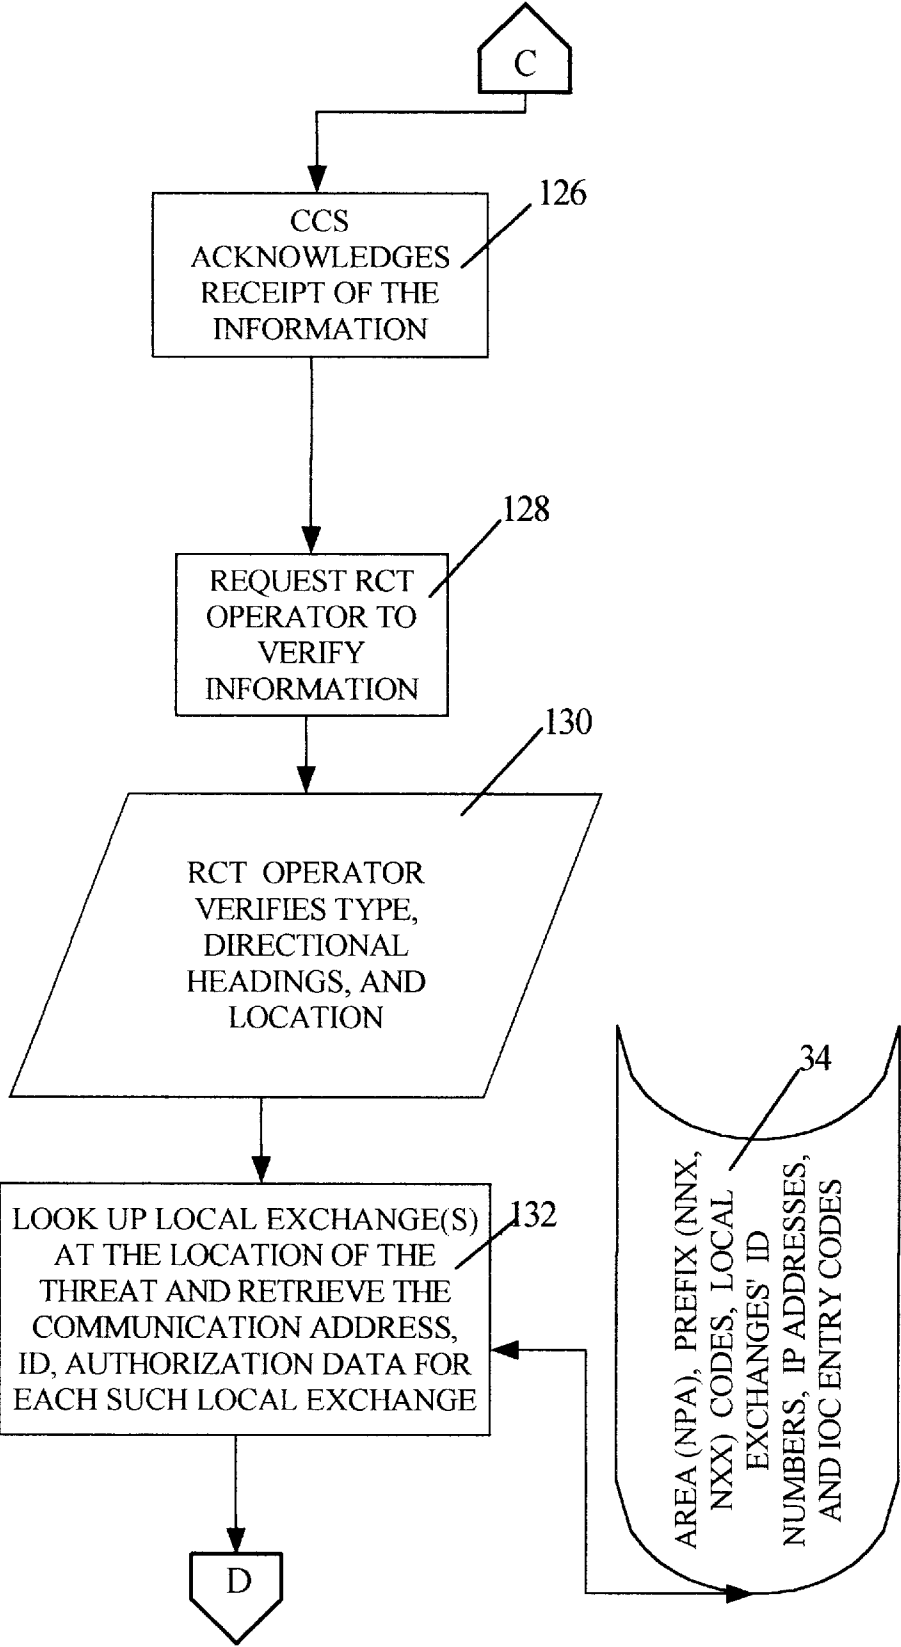 C
126
CCS
ACKNOWLEDGES
RECEIPT OF THE
INFORMATION
128
REQUEST RCT
OPERATOR TO
VERIFY
INFORMATION
130
RCT OPERATOR
VERIFIES TYPE,
DIRECTIONAL
HEADINGS, AND
LOCATION
34
AREA (NPA), PREFIX (NNX,
NXX) CODES, LOCAL
EXCHANGES' ID
NUMBERS, IP ADDRESSES,
AND IOC ENTRY CODES
132
LOOK UP LOCAL EXCHANGE(S)
AT THE LOCATION OF THE
THREAT AND RETRIEVE THE
COMMUNICATION ADDRESS,
ID, AUTHORIZATION DATA FOR
EACH SUCH LOCAL EXCHANGE
D